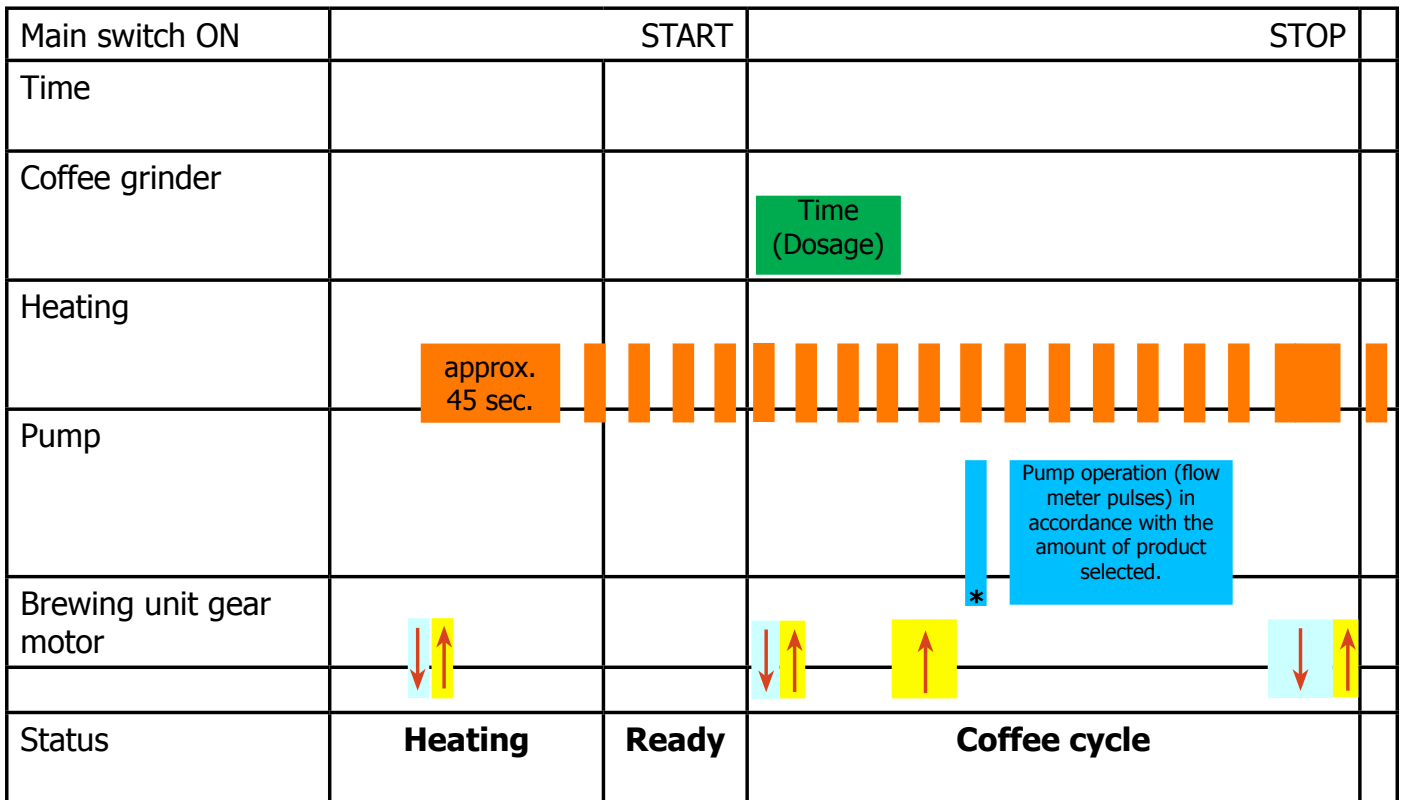 Main switch ON
START
STOP
Time
Coffee grinder
Time
(Dosage)
Heating
approx.
45 sec.
Pump
Pump operation (flow
meter pulses) in
accordance with the
amount of product
selected.
*
Brewing unit gear
motor
Status
Heating
Ready
Coffee cycle